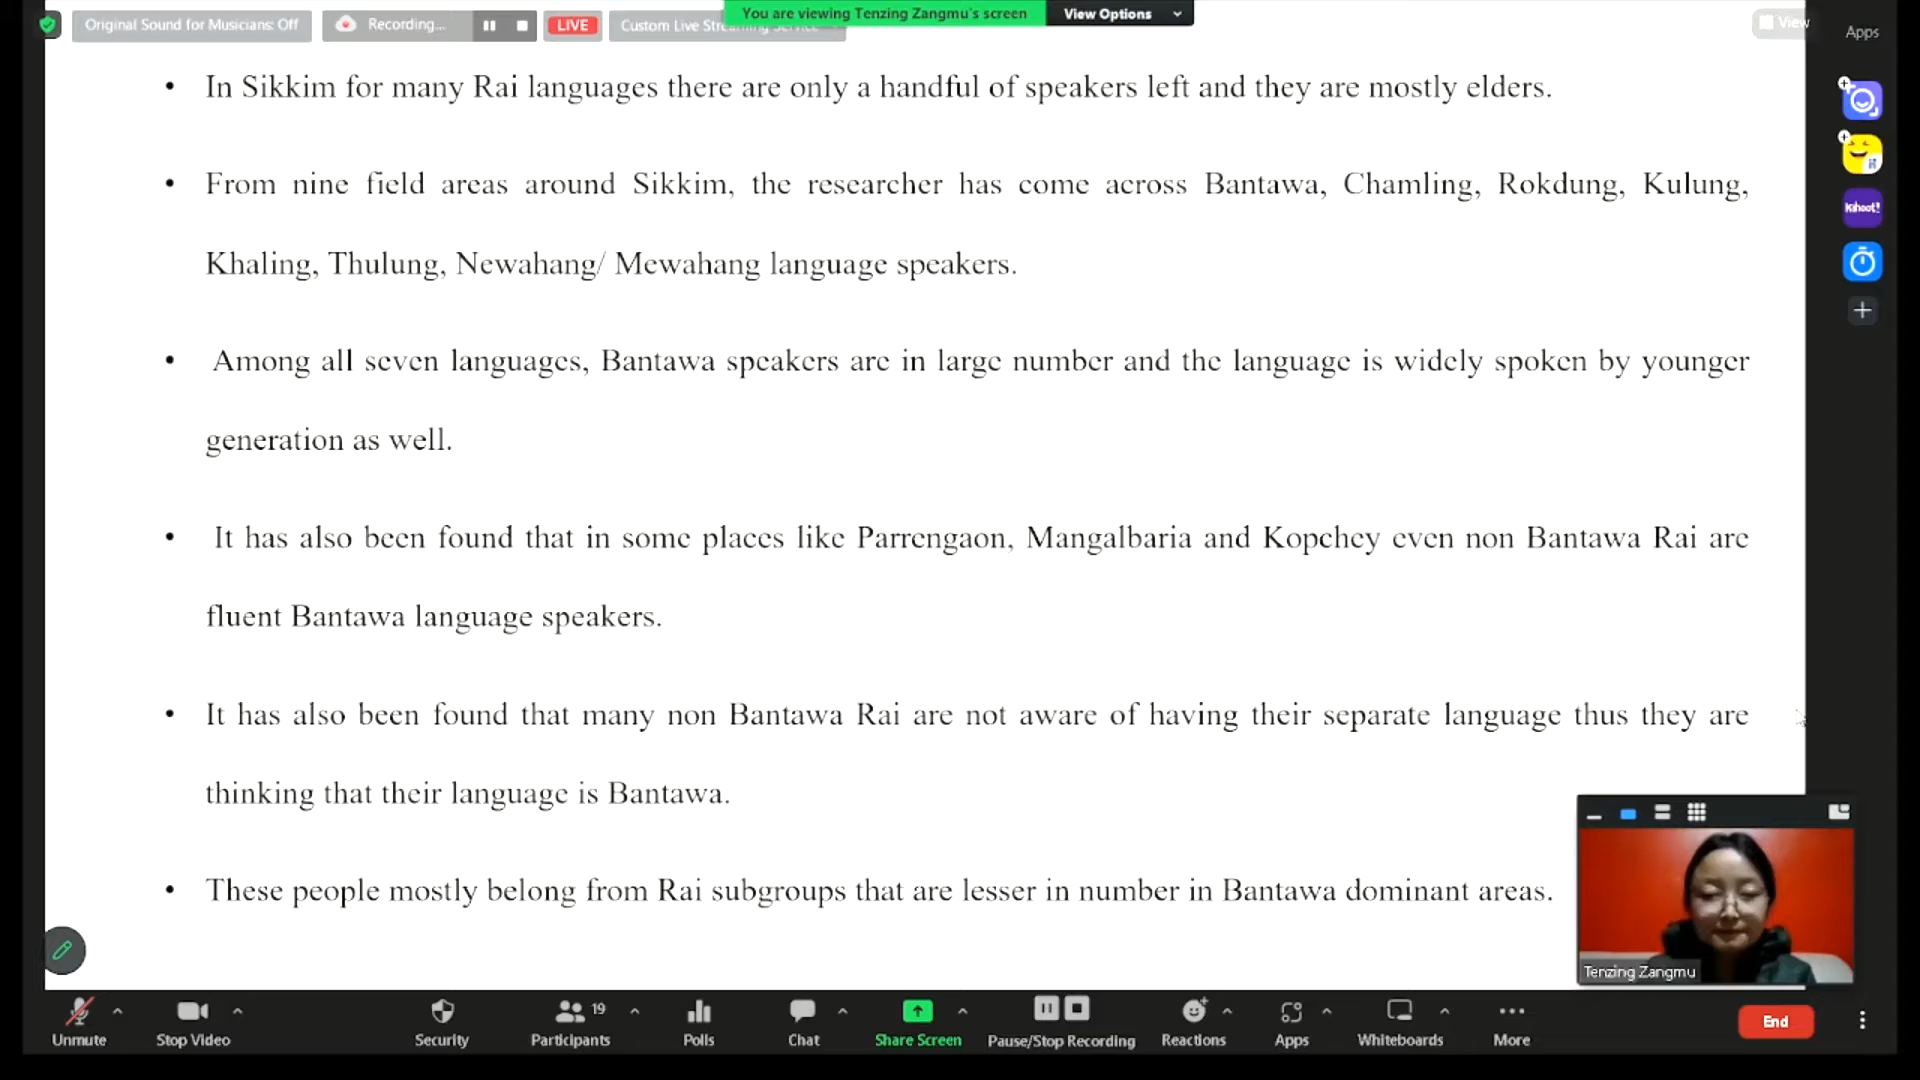 Original Sound for Musicians: Off
Recording...
LIVE
Custom Live Streaming Service
You are viewing Tenzing Zangmu's screen
View Options
View
Apps
• In Sikkim for many Rai languages there are only a handful of speakers left and they are mostly elders.
• From nine field areas around Sikkim, the researcher has come across Bantawa, Chamling, Rokdung, Kulung,
Khaling, Thulung, Newahang/ Mewahang language speakers.
• Among all seven languages, Bantawa speakers are in large number and the language is widely spoken by younger
generation as well.
• It has also been found that in some places like Parrengaon, Mangalbaria and Kopchey even non Bantawa Rai are
fluent Bantawa language speakers.
• It has also been found that many non Bantawa Rai are not aware of having their separate language thus they are
thinking that their language is Bantawa.
• These people mostly belong from Rai subgroups that are lesser in number in Bantawa dominant areas.
Kahoot!
Tenzing Zangmu
Unmute
Stop Video
Security
Participants
19
Polls
Chat
Share Screen
Pause/Stop Recording
Reactions
Apps
Whiteboards
More
End